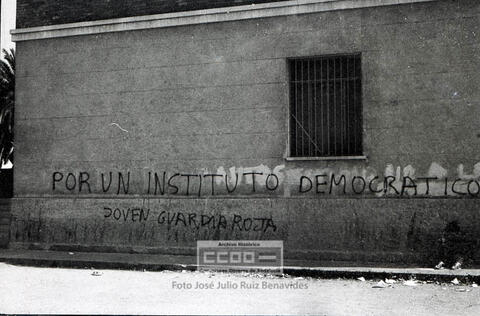 POR UN INSTITUTO DEMOCRATICO
JOVEN GUARDIA ROJA
Archivo Histórico
CCOO
Foto José Julio Ruiz Benavides